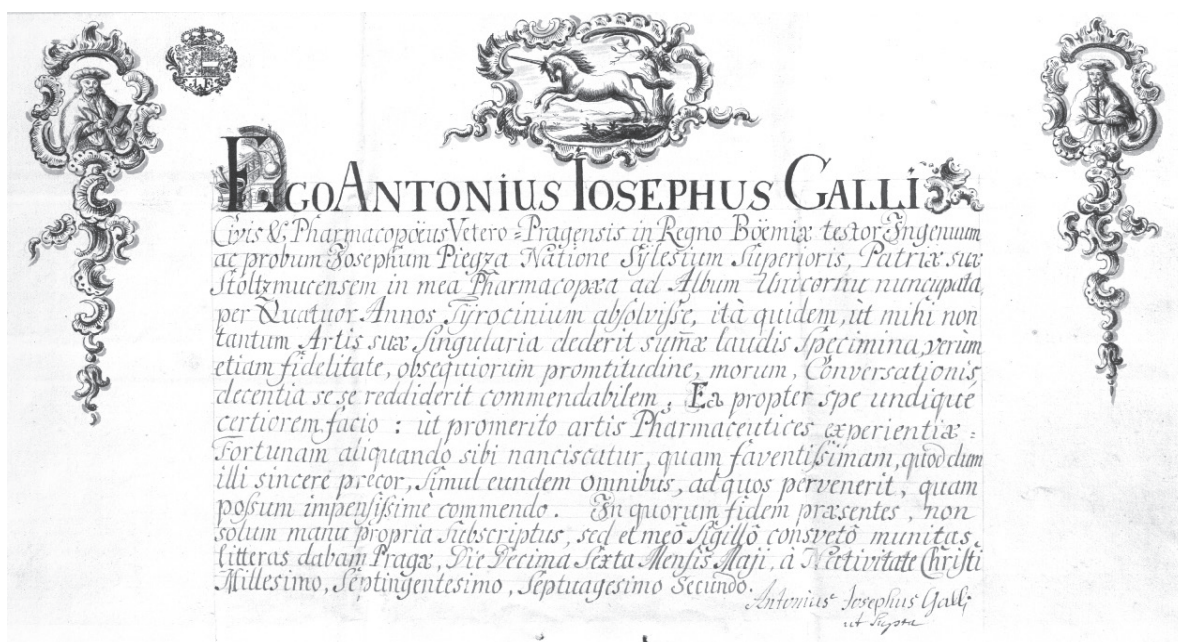 EGO ANTONIUS IOSEPHUS GALLI
Civis & Pharmacopöeus Vetero=Pragensis in Regno Böemiæ testor Ingenuum
ac probum Josephum Piegza Natione Sylesium Superioris, Patriæ suæ
Stoltzmucensem in mea Pharmacopæa ad Album Unicornu nuncupata
per Quatuor Annos Tyrocinium absolvisse, ità quidem, ùt mihi non
tantum Artis suæ Singularia dederit sum̄æ laudis Specimina, verum
etiam fidelitate, obsequiorum promtitudine, morum, Conversationis
decentia se se reddiderit commendabilem, Ea propter spe undiqué
certiorem facio : ùt promerito artis Pharmaceutices experientiæ =
Fortunam aliquando sibi nanciscatur, quam faventissimam, quod dum
illi sincere precor, Simul eundem omnibus, ad quos pervenerit, quam
possum impensissimè commendo. In quorum fidem præsentes, non
solum manu propria subscriptus, sed et meô Sigillô consvetô munitas
litteras dabam Pragæ, Die Decima Sexta Mensis Maji, à Nativitate Christi
Millesimo, Septingentesimo, Septuagesimo Secundo.
Antonius Josephus Galli
ut Supra